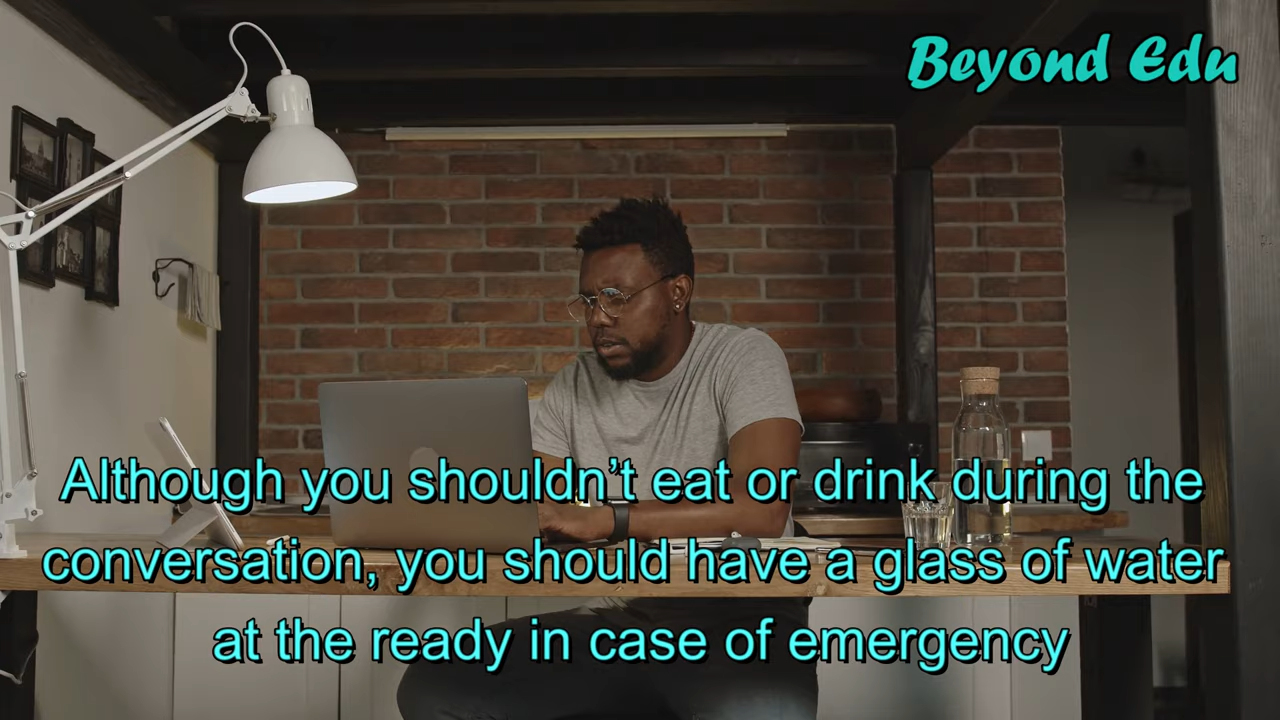 Beyond Edu
Although you shouldn’t eat or drink during the
conversation, you should have a glass of water
at the ready in case of emergency